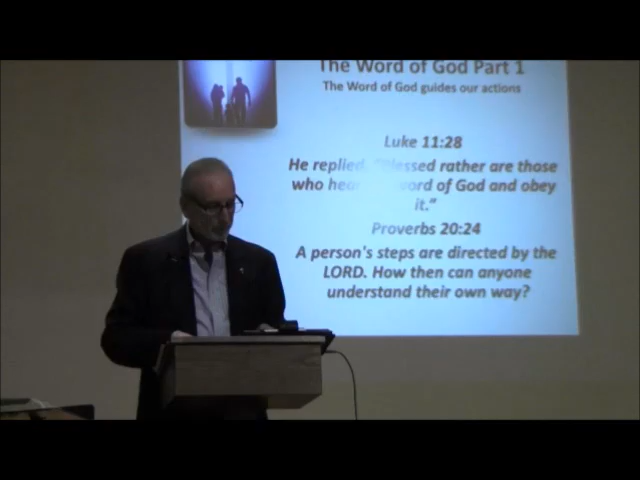 The Word of God Part 1
The Word of God guides our actions
Luke 11:28
He replied, "Blessed rather are those
who hear word of God and obey
it."
Proverbs 20:24
A person's steps are directed by the
LORD. How then can anyone
understand their own way?